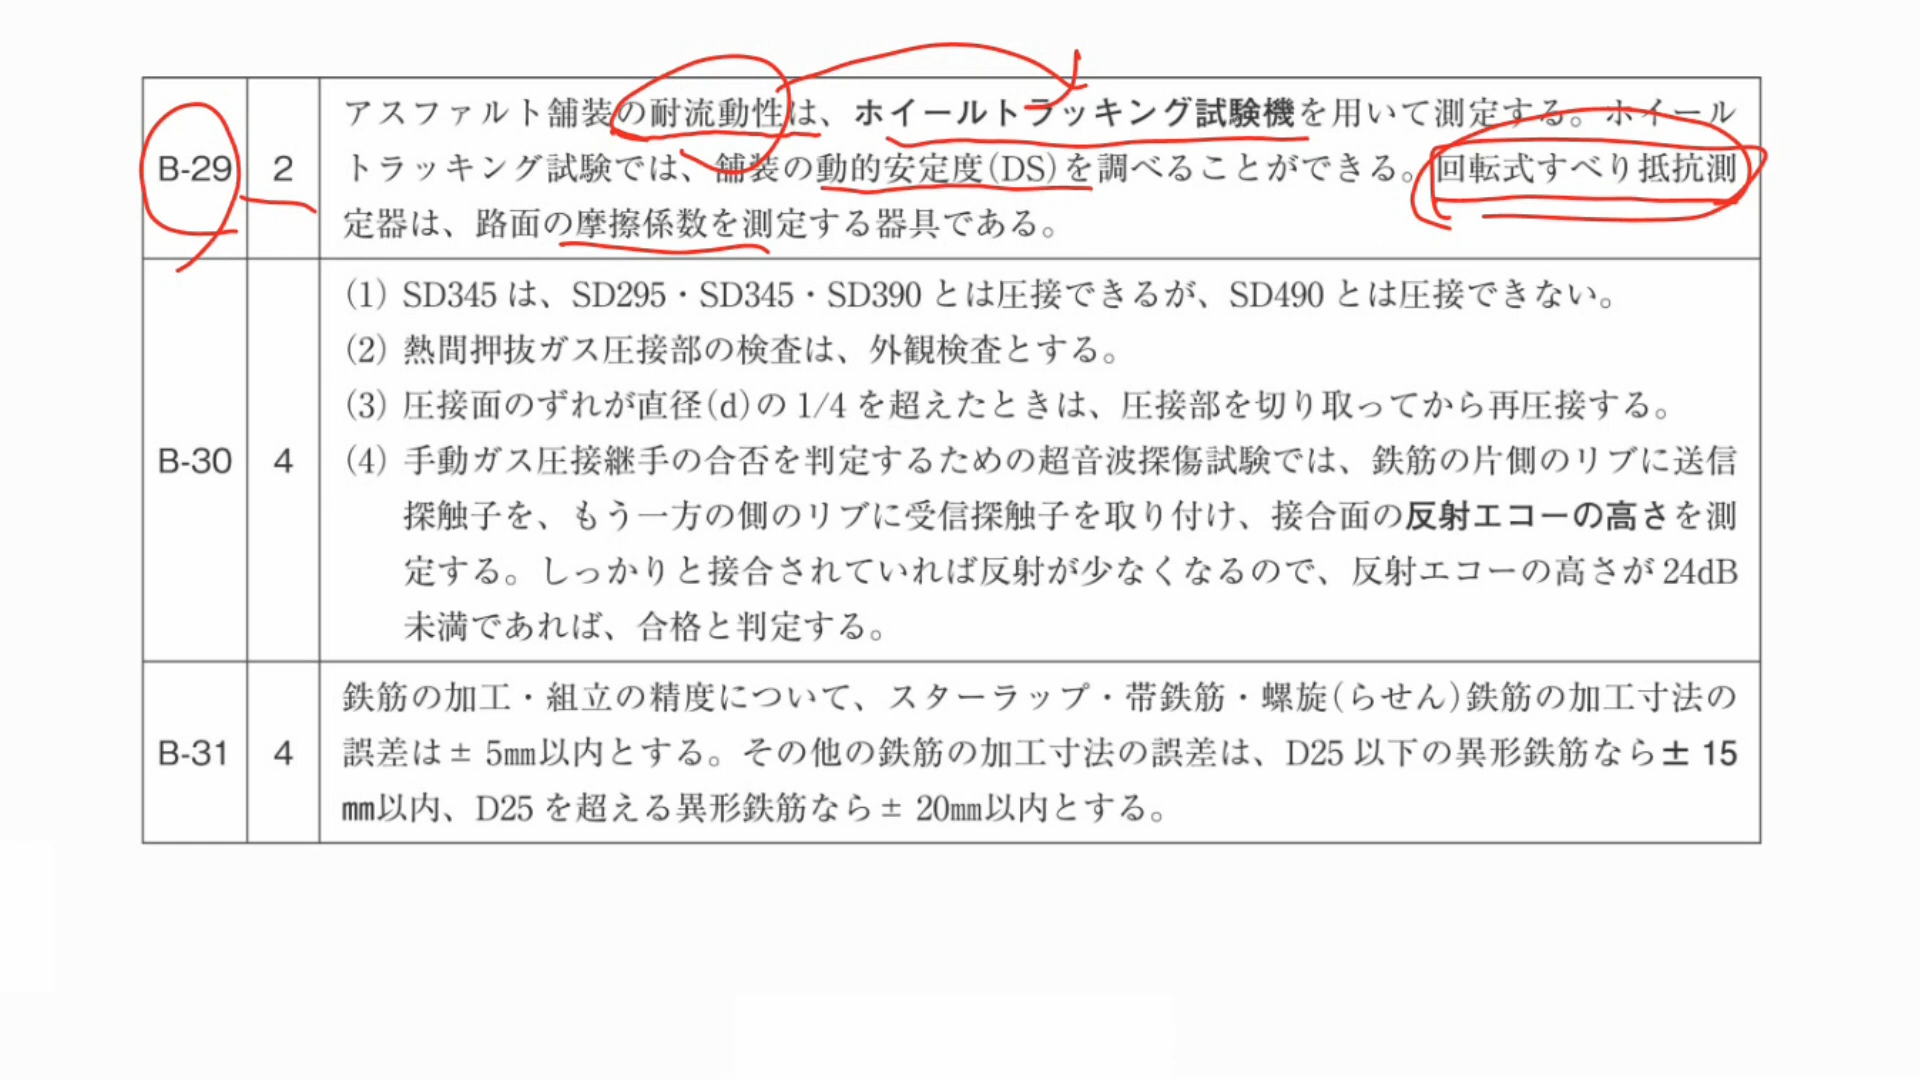 B-29 2 アスファルト舗装の耐流動性は、ホイールトラッキング試験機を用いて測定する。ホイール
トラッキング試験では、舗装の動的安定度(DS)を調べることができる。回転式すべり抵抗測
定器は、路面の摩擦係数を測定する器具である。
(1) SD345 は、SD295・SD345・SD390 とは圧接できるが、SD490 とは圧接できない。
(2) 熱間押抜ガス圧接部の検査は、外観検査とする。
(3) 圧接面のずれが直径(d)の 1/4 を超えたときは、圧接部を切り取ってから再圧接する。
B-30 4 (4) 手動ガス圧接継手の合否を判定するための超音波探傷試験では、鉄筋の片側のリブに送信
探触子を、もう一方の側のリブに受信探触子を取り付け、接合面の反射エコーの高さを測
定する。しっかりと接合されていれば反射が少なくなるので、反射エコーの高さが 24dB
未満であれば、合格と判定する。
鉄筋の加工・組立の精度について、スターラップ・帯鉄筋・螺旋(らせん)鉄筋の加工寸法の
B-31 4 誤差は± 5㎜以内とする。その他の鉄筋の加工寸法の誤差は、D25 以下の異形鉄筋なら± 15
㎜以内、D25 を超える異形鉄筋なら± 20㎜以内とする。